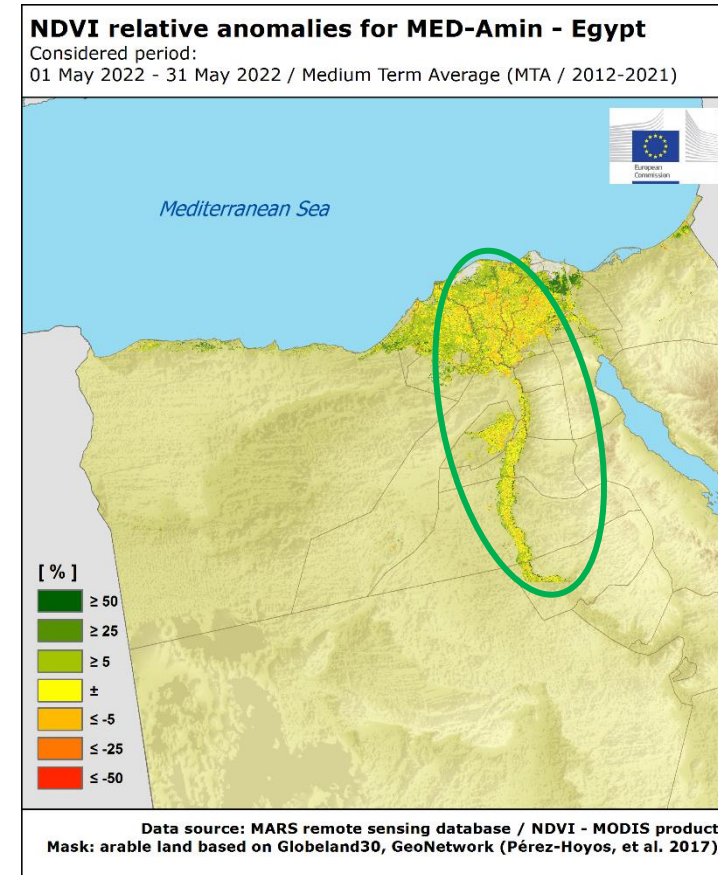 NDVI relative anomalies for MED-Amin - Egypt
Considered period:
01 May 2022 - 31 May 2022 / Medium Term Average (MTA / 2012-2021)
European
Commission
Mediterranean Sea
[ % ]
≥ 50
≥ 25
≥ 5
±
≤ -5
≤ -25
≤ -50
Data source: MARS remote sensing database / NDVI - MODIS product
Mask: arable land based on Globeland30, GeoNetwork (Pérez-Hoyos, et al. 2017)